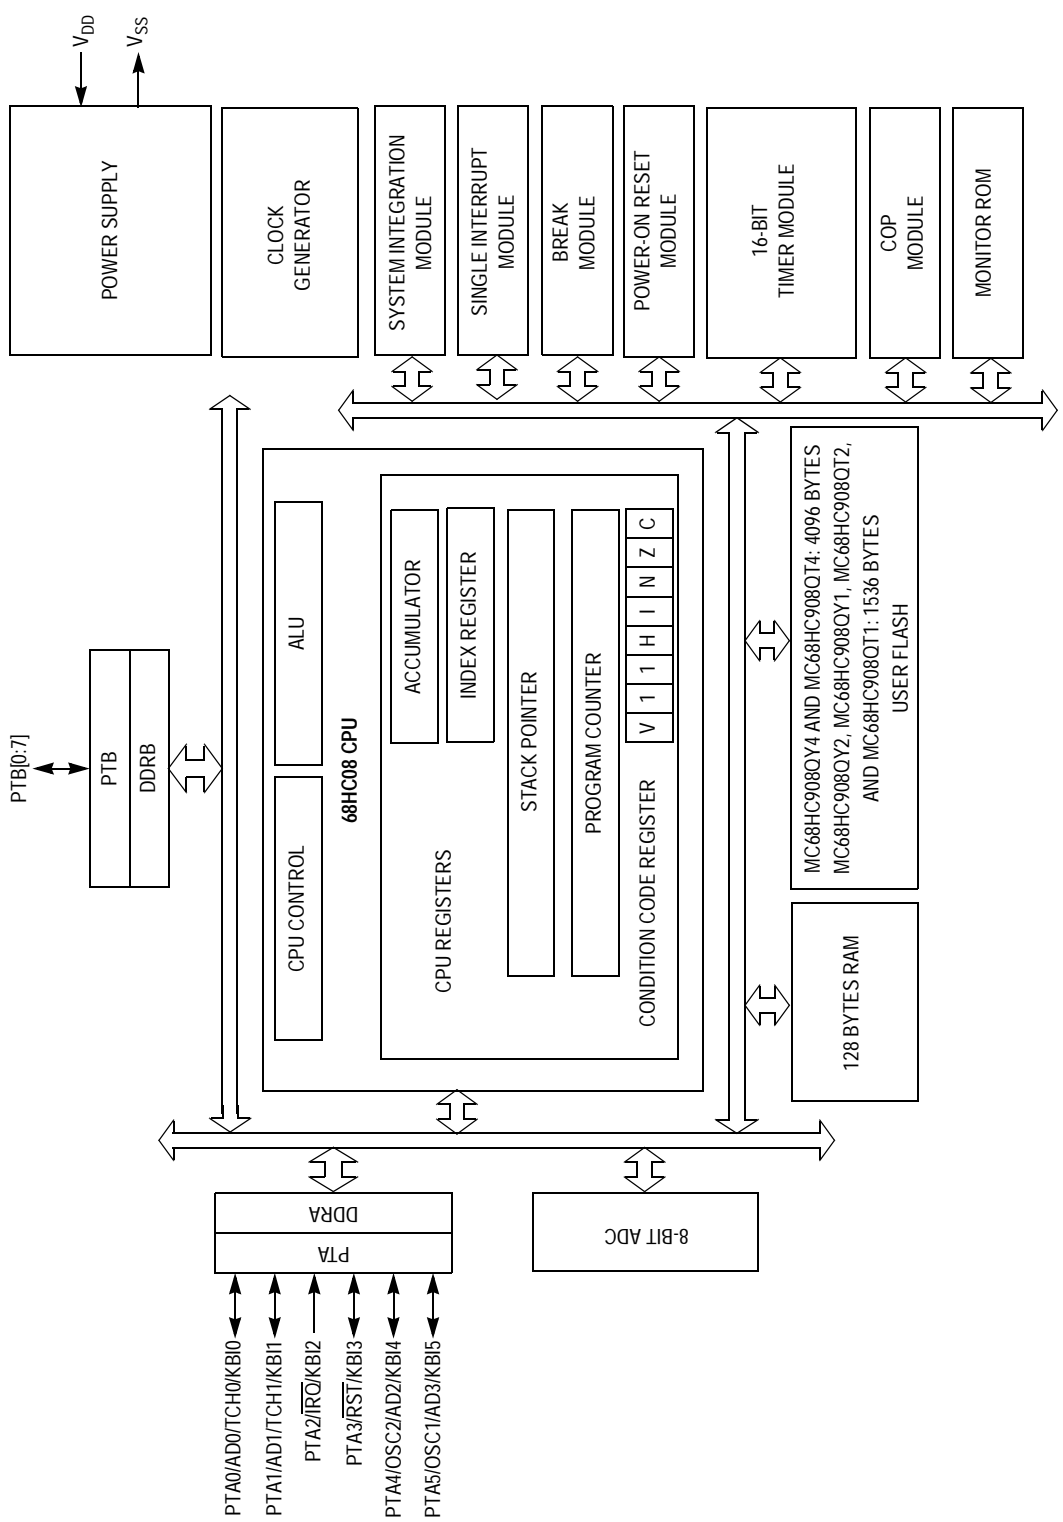 PTA0/AD0/TCH0/KBI0
PTA1/AD1/TCH1/KBI1
PTA2/IRQ/KBI2
PTA3/RST/KBI3
PTA4/OSC2/AD2/KBI4
PTA5/OSC1/AD3/KBI5
PTA
DDRA
8-BIT ADC
PTB[0:7]
PTB
DDRB
CPU CONTROL
ALU
68HC08 CPU
CPU REGISTERS
ACCUMULATOR
INDEX REGISTER
STACK POINTER
PROGRAM COUNTER
CONDITION CODE REGISTER
V 1 1 H I N Z C
128 BYTES RAM
MC68HC908QY4 AND MC68HC908QT4: 4096 BYTES
MC68HC908QY2, MC68HC908QY1, MC68HC908QT2,
AND MC68HC908QT1: 1536 BYTES
USER FLASH
POWER SUPPLY
VDD
VSS
CLOCK
GENERATOR
SYSTEM INTEGRATION
MODULE
SINGLE INTERRUPT
MODULE
BREAK
MODULE
POWER-ON RESET
MODULE
16-BIT
TIMER MODULE
COP
MODULE
MONITOR ROM